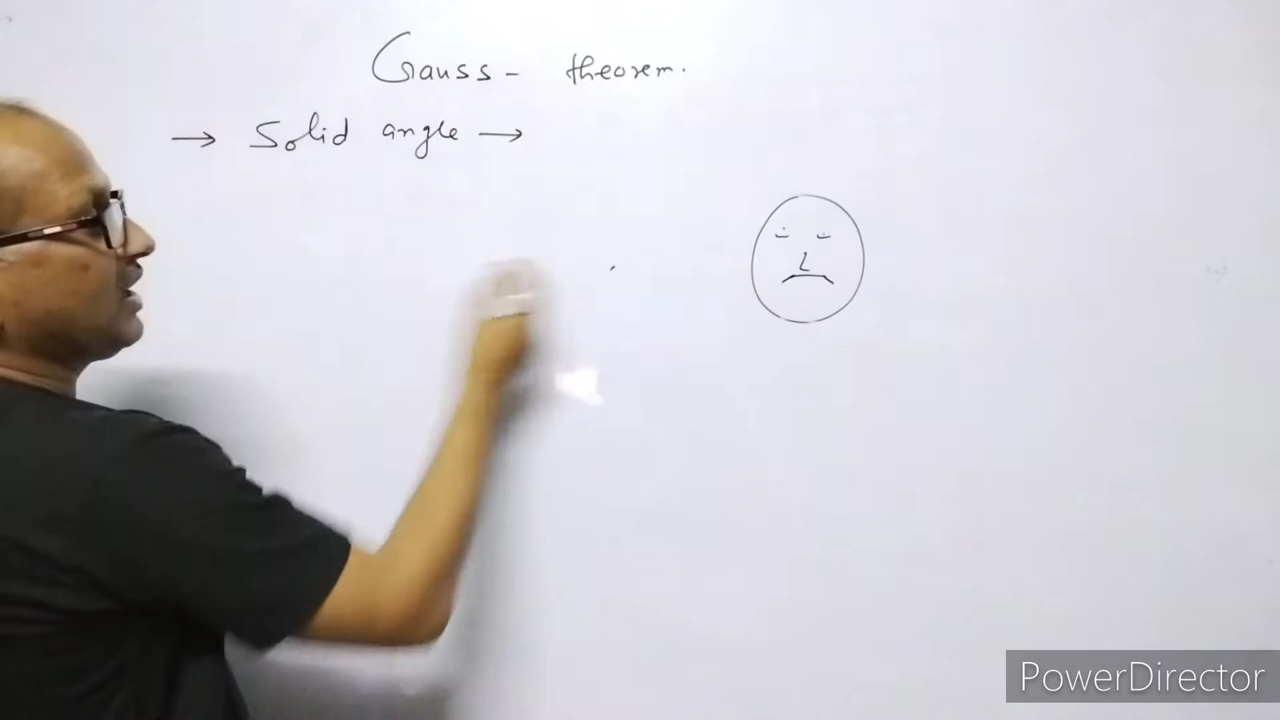 Gauss - theorem.
→ Solid angle →
PowerDirector